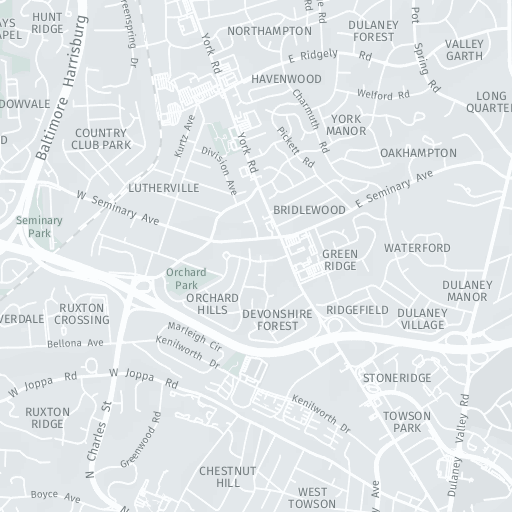 HUNT
RIDGE
Greenspring Dr
Baltimore Harrisburg
York Rd
NORTHAMPTON
DULANEY
FOREST
Pot Spring Rd
VALLEY
GARTH
E Ridgely Rd
HAVENWOOD
Welford Rd
LONG
QUARTER
Charmuth Rd
YORK
MANOR
COUNTRY
CLUB PARK
Kurtz Ave
York Rd
Pickett Rd
Division Ave
OAKHAMPTON
LUTHERVILLE
E Seminary Ave
W Seminary Ave
BRIDLEWOOD
Seminary
Park
WATERFORD
GREEN
RIDGE
Orchard
Park
DULANEY
MANOR
ORCHARD
HILLS
RUXTON
CROSSING
DEVONSHIRE
FOREST
RIDGEFIELD
DULANEY
VILLAGE
Marleigh Cir
Bellona Ave
Kenilworth Dr
W Joppa Rd
W Joppa Rd
STONERIDGE
RUXTON
RIDGE
N Charles St
Greenwood Rd
Kenilworth Dr
TOWSON
PARK
Dulaney Valley Rd
CHESTNUT
HILL
Boyce Ave
WEST
TOWSON